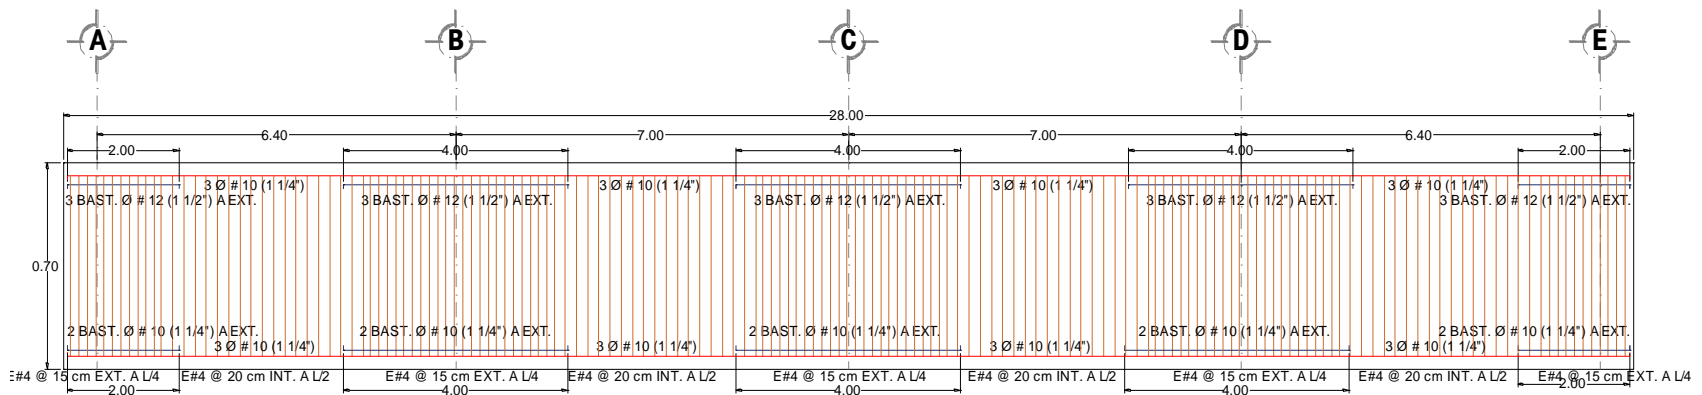 A B C D E
28.00
6.40 7.00 7.00 6.40
2.00 4.00 4.00 4.00 2.00
3 Ø # 10 (1 1/4") 3 Ø # 10 (1 1/4") 3 Ø # 10 (1 1/4") 3 Ø # 10 (1 1/4")
3 BAST. Ø # 12 (1 1/2") A EXT. 3 BAST. Ø # 12 (1 1/2") A EXT. 3 BAST. Ø # 12 (1 1/2") A EXT. 3 BAST. Ø # 12 (1 1/2") A EXT. 3 BAST. Ø # 12 (1 1/2") A EXT.
0.70
2 BAST. Ø # 10 (1 1/4") A EXT. 2 BAST. Ø # 10 (1 1/4") A EXT. 2 BAST. Ø # 10 (1 1/4") A EXT. 2 BAST. Ø # 10 (1 1/4") A EXT. 2 BAST. Ø # 10 (1 1/4") A EXT.
3 Ø # 10 (1 1/4") 3 Ø # 10 (1 1/4") 3 Ø # 10 (1 1/4") 3 Ø # 10 (1 1/4")
E#4 @ 15 cm EXT. A L/4 E#4 @ 20 cm INT. A L/2 E#4 @ 15 cm EXT. A L/4 E#4 @ 20 cm INT. A L/2 E#4 @ 15 cm EXT. A L/4 E#4 @ 20 cm INT. A L/2 E#4 @ 15 cm EXT. A L/4 E#4 @ 20 cm INT. A L/2 E#4 @ 15 cm EXT. A L/4
2.00 4.00 4.00 4.00 2.00